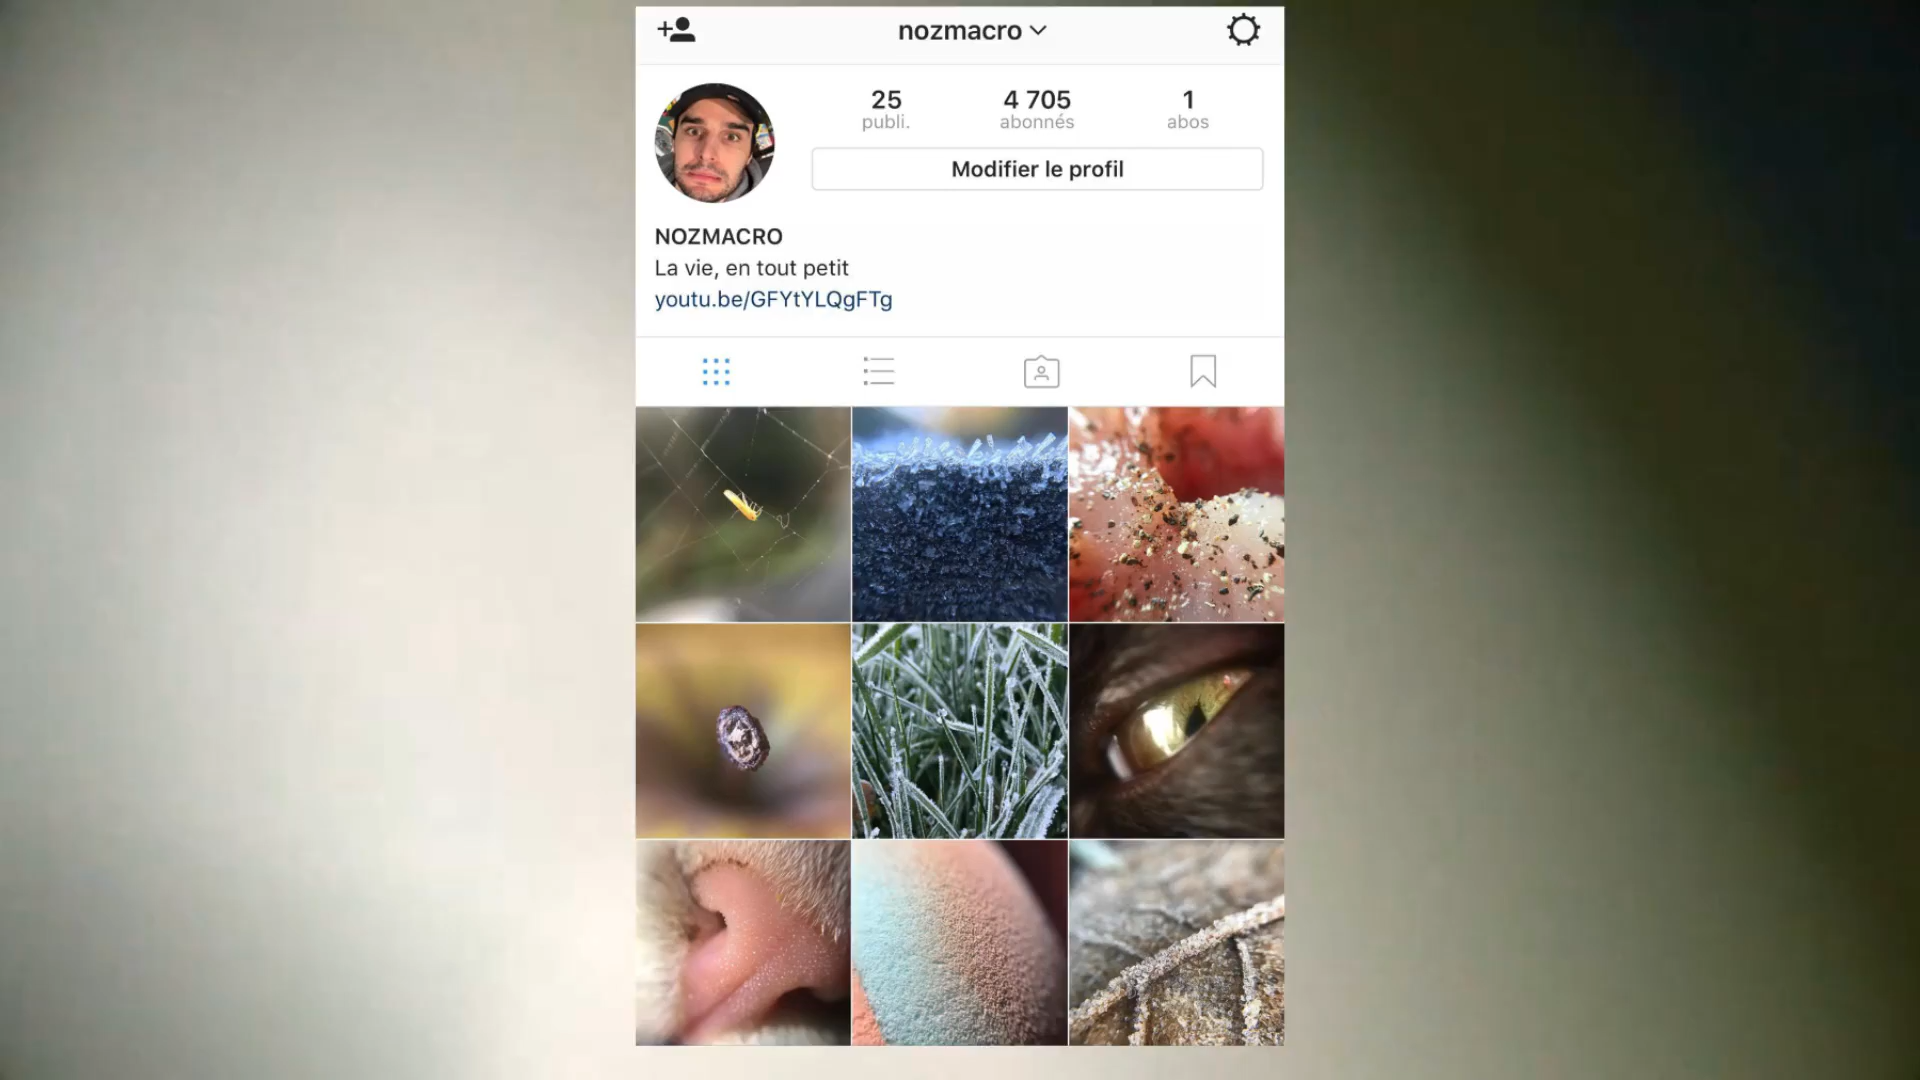 nozmacro
25
publi.
4 705
abonnés
1
abos
Modifier le profil
NOZMACRO
La vie, en tout petit
youtu.be/GFYtYLQgFTg